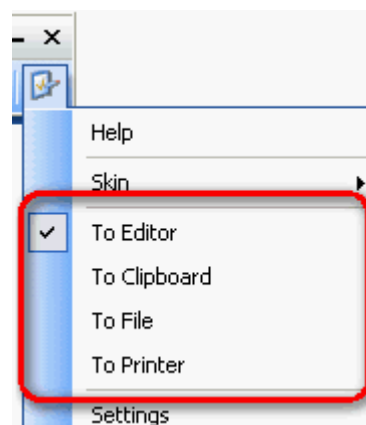 Help
Skin
To Editor
To Clipboard
To File
To Printer
Settings